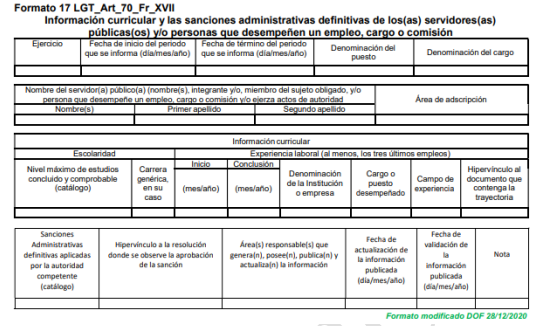 Formato 17 LGT_Art_70_Fr_XVII
Información curricular y las sanciones administrativas definitivas de los(as) servidores(as)
públicas(os) y/o personas que desempeñen un empleo, cargo o comisión
Ejercicio
Fecha de inicio del periodo
que se informa (día/mes/año)
Fecha de término del periodo
que se informa (día/mes/año)
Denominación del
puesto
Denominación del cargo
Nombre del servidor(a) público(a) (nombre(s), integrante y/o, miembro del sujeto obligado, y/o
persona que desempeñe un empleo, cargo o comisión y/o ejerza actos de autoridad
Área de adscripción
Nombre(s)
Primer apellido
Segundo apellido
Información curricular
Escolaridad
Experiencia laboral (al menos, los tres últimos empleos)
Nivel máximo de estudios
concluido y comprobable
(catálogo)
Carrera
genérica,
en su
caso
Inicio
(mes/año)
Conclusión
(mes/año)
Denominación
de la Institución
o empresa
Cargo o
puesto
desempeñado
Campo de
experiencia
Hipervínculo al
documento que
contenga la
trayectoria
Sanciones
Administrativas
definitivas aplicadas
por la autoridad
competente
(catálogo)
Hipervínculo a la resolución
donde se observe la aprobación
de la sanción
Área(s) responsable(s) que
genera(n), posee(n), publica(n) y
actualiza(n) la información
Fecha de
actualización de
la información
publicada
(día/mes/año)
Fecha de
validación de
la
información
publicada
(día/mes/año)
Nota
Formato modificado DOF 28/12/2020